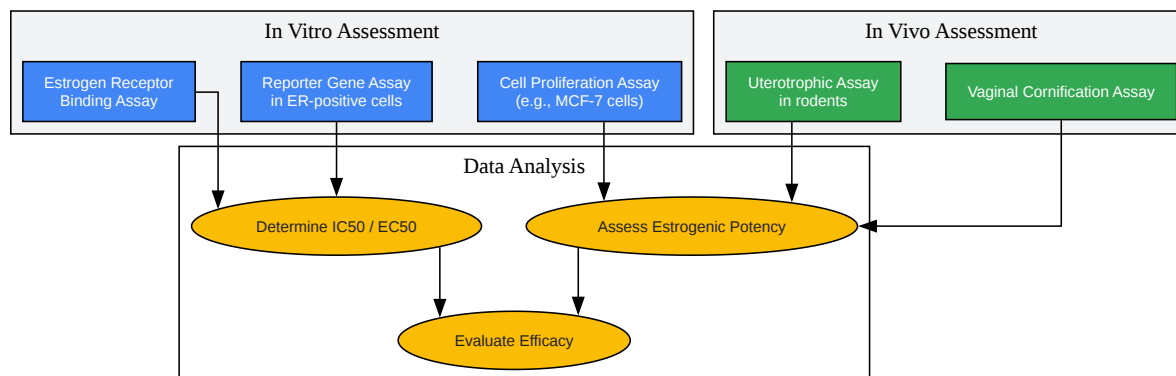 In Vitro Assessment
Estrogen Receptor
Binding Assay
Reporter Gene Assay
in ER-positive cells
Cell Proliferation Assay
(e.g., MCF-7 cells)
In Vivo Assessment
Uterotrophic Assay
in rodents
Vaginal Cornification Assay
Data Analysis
Determine IC50 / EC50
Assess Estrogenic Potency
Evaluate Efficacy